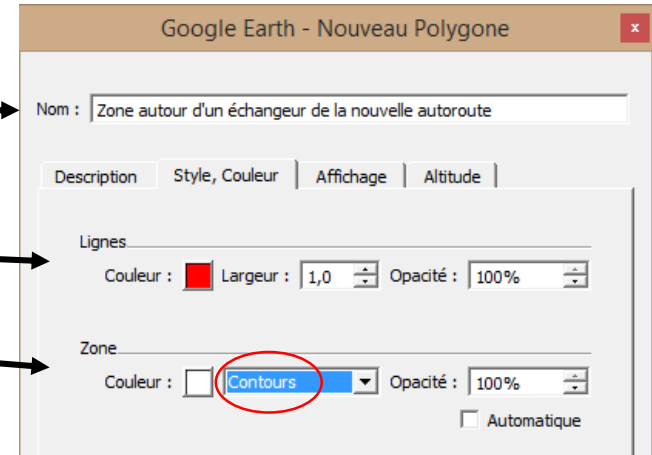 Google Earth - Nouveau Polygone x
Nom : Zone autour d'un échangeur de la nouvelle autoroute
Description Style, Couleur Affichage Altitude
Lignes
Couleur : Largeur : 1,0 Opacité : 100%
Zone
Couleur : Contours Opacité : 100%
Automatique